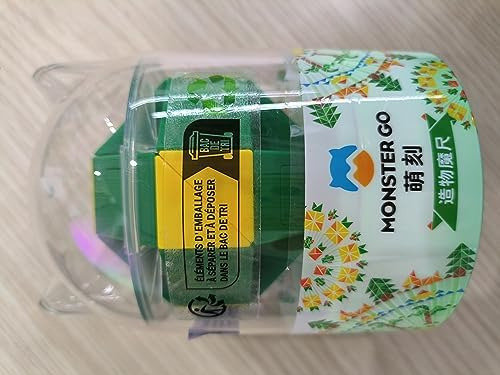 BAC
DE
TRI
ÉLÉMENTS D'EMBALLAGE
À SÉPARER ET À DÉPOSER
DANS LE BAC DE TRI
MONSTER GO
萌刻
造物魔尺